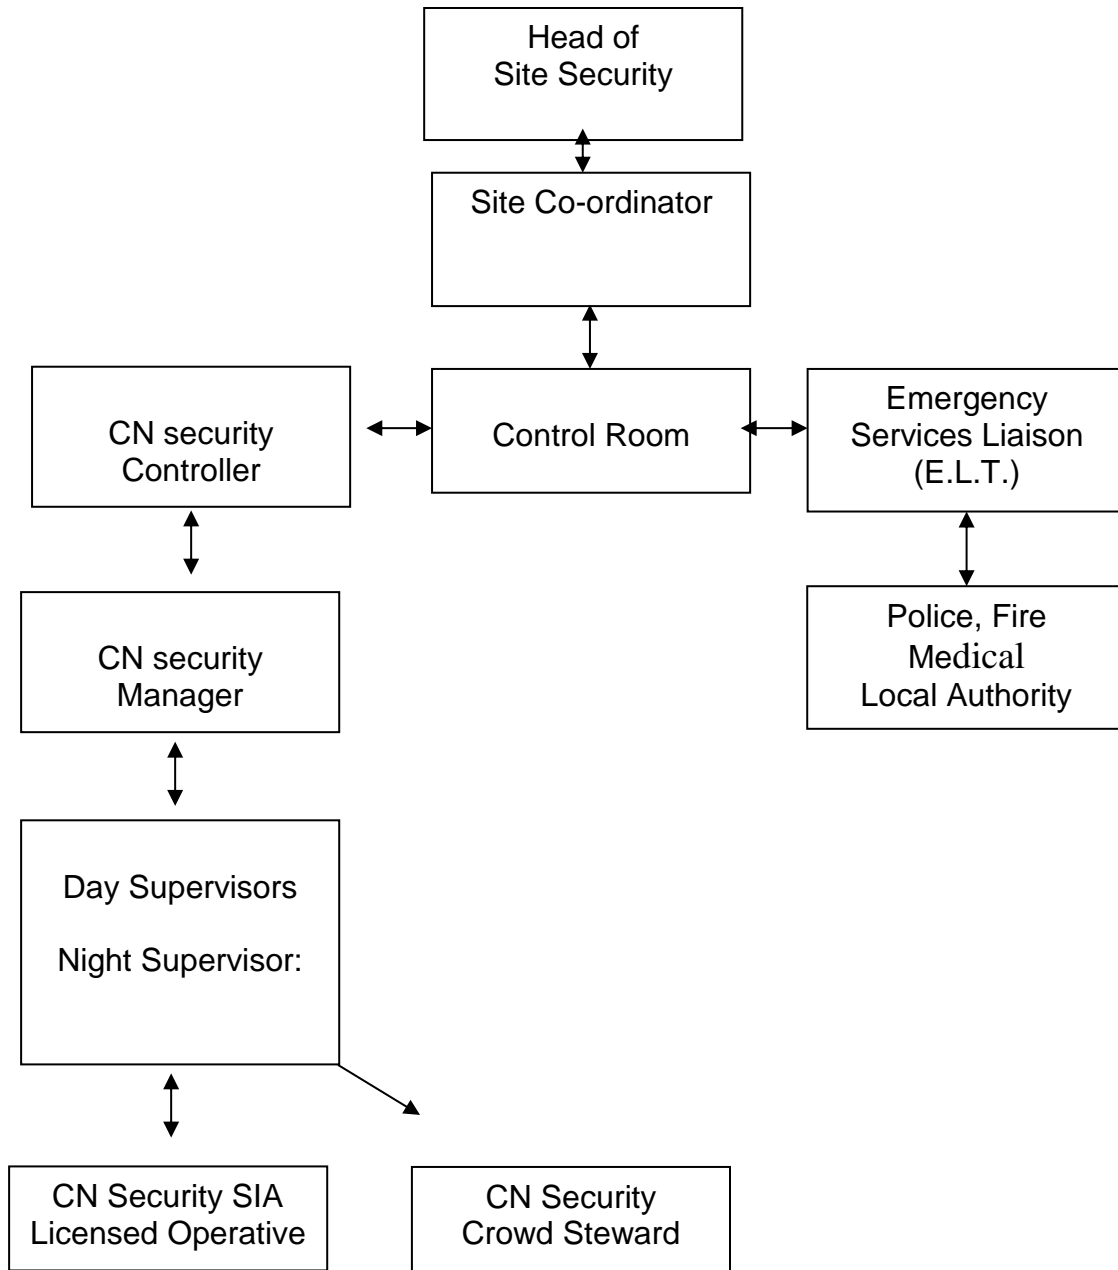 Head of
Site Security
Site Co-ordinator
CN security
Controller
Control Room
Emergency
Services Liaison
(E.L.T.)
CN security
Manager
Police, Fire
Medical
Local Authority
Day Supervisors
Night Supervisor:
CN Security SIA
Licensed Operative
CN Security
Crowd Steward